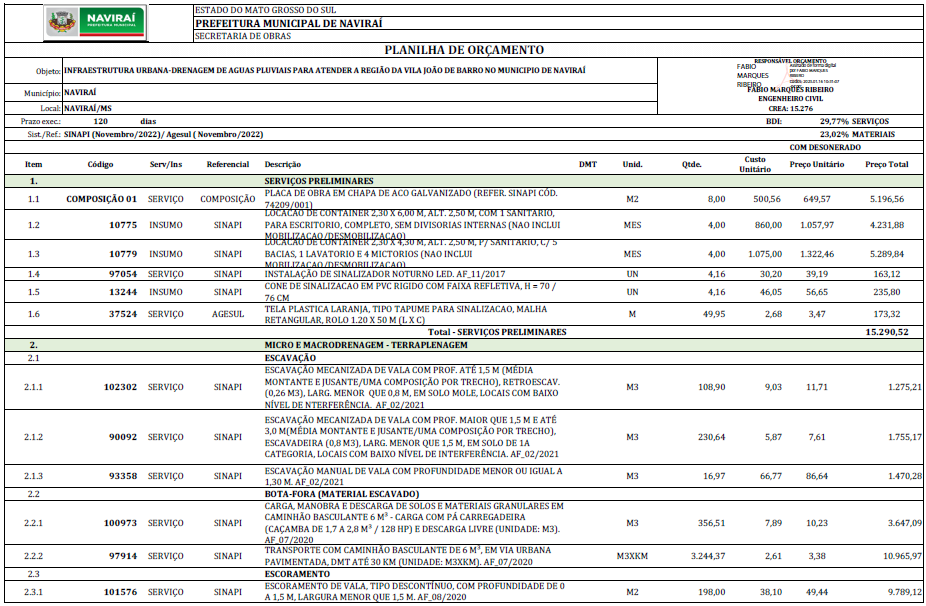 NAVIRAÍ
PREFEITURA MUNICIPAL
ESTADO DO MATO GROSSO DO SUL
PREFEITURA MUNICIPAL DE NAVIRAÍ
SECRETARIA DE OBRAS
PLANILHA DE ORÇAMENTO
Objeto: INFRAESTRUTURA URBANA-DRENAGEM DE AGUAS PLUVIAIS PARA ATENDER A REGIÃO DA VILA JOÃO DE BARRO NO MUNICIPIO DE NAVIRAÍ
Município: NAVIRAÍ
Local: NAVIRAÍ/MS
RESPONSÁVEL ORÇAMENTO
FABIO
MARQUES
RIBEIRO
FABIO MARQUES RIBEIRO
ENGENHEIRO CIVIL
CREA: 15.276
Prazo exec.: 120 dias BDI: 29,77% SERVIÇOS
Sist./Ref.: SINAPI (Novembro/2022)/ Agesul ( Novembro/2022) 23,02% MATERIAIS
COM DESONERADO
Item Código Serv/Ins Referencial Descrição DMT Unid. Qtde. Custo Unitário Preço Unitário Preço Total
1. SERVIÇOS PRELIMINARES
1.1 COMPOSIÇÃO 01 SERVIÇO COMPOSIÇÃO PLACA DE OBRA EM CHAPA DE ACO GALVANIZADO (REFER. SINAPI CÓD.
74209/001) M2 8,00 500,56 649,57 5.196,56
LOCACAO DE CONTAINER 2,30 X 6,00 M, ALT. 2,50 M, COM 1 SANITARIO,
1.2 10775 INSUMO SINAPI PARA ESCRITORIO, COMPLETO, SEM DIVISORIAS INTERNAS (NAO INCLUI MES 4,00 860,00 1.057,97 4.231,88
MOBILIZACAO/DESMOBILIZACAO)
LOCACAO DE CONTAINER 2,30 X 4,30 M, ALT. 2,50 M, P/ SANITARIO, C/ 5
1.3 10779 INSUMO SINAPI BACIAS, 1 LAVATORIO E 4 MICTORIOS (NAO INCLUI MES 4,00 1.075,00 1.322,46 5.289,84
MOBILIZACAO/DESMOBILIZACAO)
1.4 97054 SERVIÇO SINAPI INSTALAÇÃO DE SINALIZADOR NOTURNO LED. AF_11/2017 UN 4,16 30,20 39,19 163,12
1.5 13244 INSUMO SINAPI CONE DE SINALIZACAO EM PVC RIGIDO COM FAIXA REFLETIVA, H = 70 /
76 CM UN 4,16 46,05 56,65 235,80
1.6 37524 SERVIÇO AGESUL TELA PLASTICA LARANJA, TIPO TAPUME PARA SINALIZACAO, MALHA
RETANGULAR, ROLO 1.20 X 50 M (L X C) M 49,95 2,68 3,47 173,32
Total - SERVIÇOS PRELIMINARES 15.290,52
2. MICRO E MACRODRENAGEM - TERRAPLENAGEM
2.1 ESCAVAÇÃO
ESCAVAÇÃO MECANIZADA DE VALA COM PROF. ATÉ 1,5 M (MÉDIA
2.1.1 102302 SERVIÇO SINAPI MONTANTE E JUSANTE/UMA COMPOSIÇÃO POR TRECHO), RETROESCAV. M3 108,90 9,03 11,71 1.275,21
(0,26 M3), LARG. MENOR QUE 0,8 M, EM SOLO MOLE, LOCAIS COM BAIXO
NÍVEL DE NTERFERÊNCIA. AF_02/2021
ESCAVAÇÃO MECANIZADA DE VALA COM PROF. MAIOR QUE 1,5 M E ATÉ
2.1.2 90092 SERVIÇO SINAPI 3,0 M(MÉDIA MONTANTE E JUSANTE/UMA COMPOSIÇÃO POR TRECHO), M3 230,64 5,87 7,61 1.755,17
ESCAVADEIRA (0,8 M3), LARG. MENOR QUE 1,5 M, EM SOLO DE 1A
CATEGORIA, LOCAIS COM BAIXO NÍVEL DE INTERFERÊNCIA. AF_02/2021
2.1.3 93358 SERVIÇO SINAPI ESCAVAÇÃO MANUAL DE VALA COM PROFUNDIDADE MENOR OU IGUAL A
1,30 M. AF_02/2021 M3 16,97 66,77 86,64 1.470,28
2.2 BOTA-FORA (MATERIAL ESCAVADO)
CARGA, MANOBRA E DESCARGA DE SOLOS E MATERIAIS GRANULARES EM
2.2.1 100973 SERVIÇO SINAPI CAMINHÃO BASCULANTE 6 M³ - CARGA COM PÁ CARREGADEIRA M3 356,51 7,89 10,23 3.647,09
(CAÇAMBA DE 1,7 A 2,8 M³ / 128 HP) E DESCARGA LIVRE (UNIDADE: M3).
AF_07/2020
2.2.2 97914 SERVIÇO SINAPI TRANSPORTE COM CAMINHÃO BASCULANTE DE 6 M³, EM VIA URBANA
PAVIMENTADA, DMT ATÉ 30 KM (UNIDADE: M3XKM). AF_07/2020 M3XKM 3.244,37 2,61 3,38 10.965,97
2.3 ESCORAMENTO
2.3.1 101576 SERVIÇO SINAPI ESCORAMENTO DE VALA, TIPO DESCONTÍNUO, COM PROFUNDIDADE DE 0
A 1,5 M, LARGURA MENOR QUE 1,5 M. AF_08/2020 M2 198,00 38,10 49,44 9.789,12